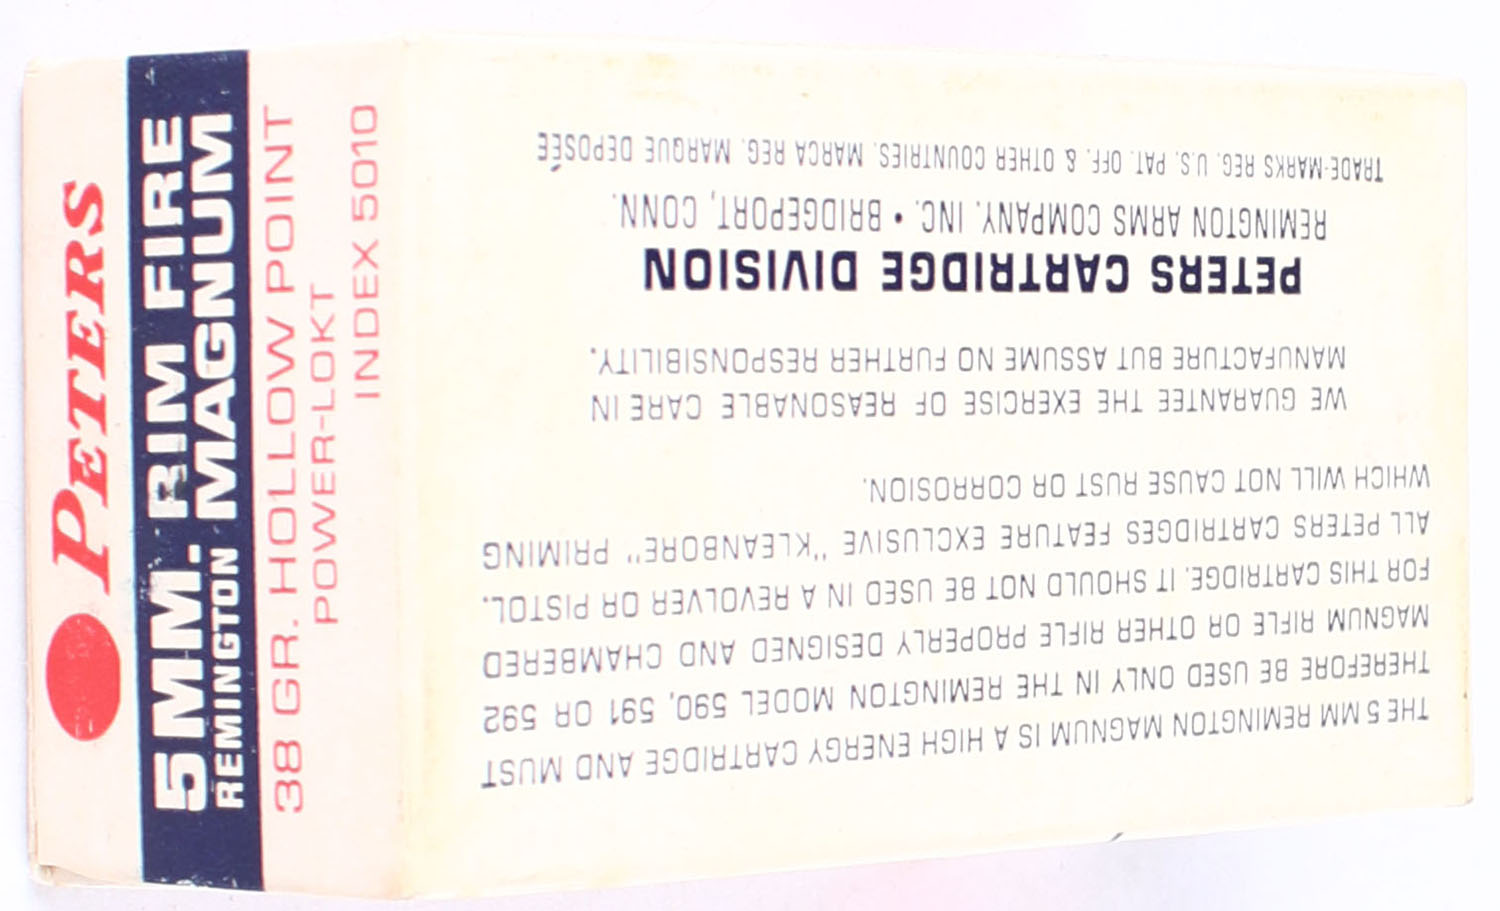 PETERS
5MM. RIM FIRE
REMINGTON MAGNUM
38 GR. HOLLOW POINT
POWER-LOKT
INDEX 5010
THE 5 MM REMINGTON MAGNUM IS A HIGH ENERGY CARTRIDGE AND MUST
THEREFORE BE USED ONLY IN THE REMINGTON MODEL 590, 591 OR 592
MAGNUM RIFLE OR OTHER RIFLE PROPERLY DESIGNED AND CHAMBERED
FOR THIS CARTRIDGE. IT SHOULD NOT BE USED IN A REVOLVER OR PISTOL.
ALL PETERS CARTRIDGES FEATURE EXCLUSIVE "KLEANBORE" PRIMING
WHICH WILL NOT CAUSE RUST OR CORROSION.
WE GUARANTEE THE EXERCISE OF REASONABLE CARE IN
MANUFACTURE BUT ASSUME NO FURTHER RESPONSIBILITY.
PETERS CARTRIDGE DIVISION
REMINGTON ARMS COMPANY, INC. • BRIDGEPORT, CONN.
TRADE-MARKS REG. U.S. PAT. OFF. & OTHER COUNTRIES. MARCA REG. MARQUE DEPOSÉE